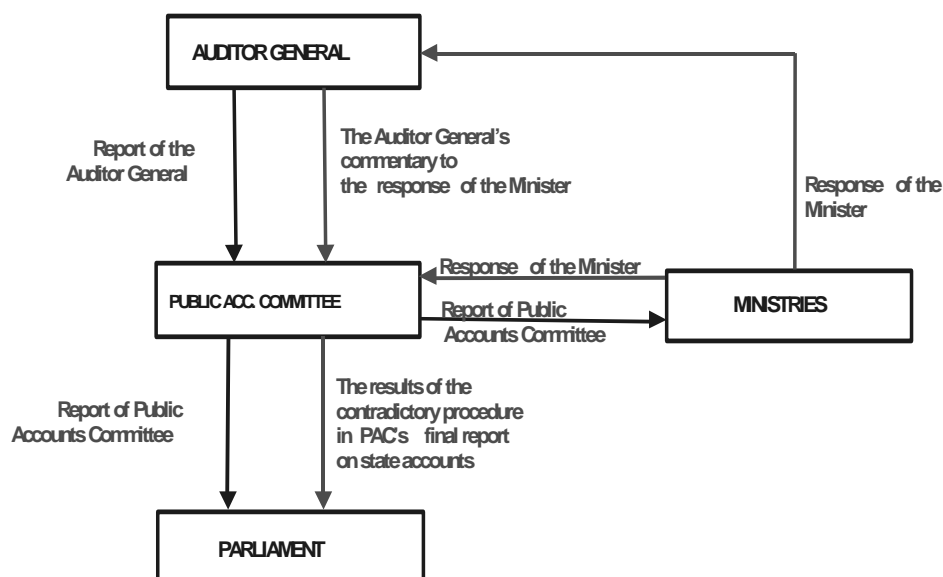 AUDITOR GENERAL
Report of the
Auditor General
The Auditor General's
commentary to
the response of the Minister
Response of the
Minister
Response of the Minister
PUBLIC ACC. COMMITTEE
MINISTRIES
Report of Public
Accounts Committee
Report of Public
Accounts Committee
The results of the
contradictory procedure
in PAC's final report
on state accounts
PARLIAMENT